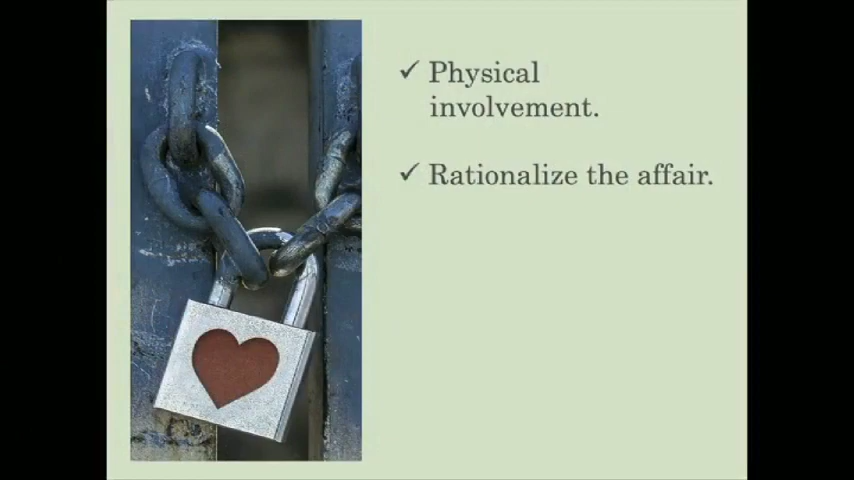 ✓ Physical
involvement.
✓ Rationalize the affair.